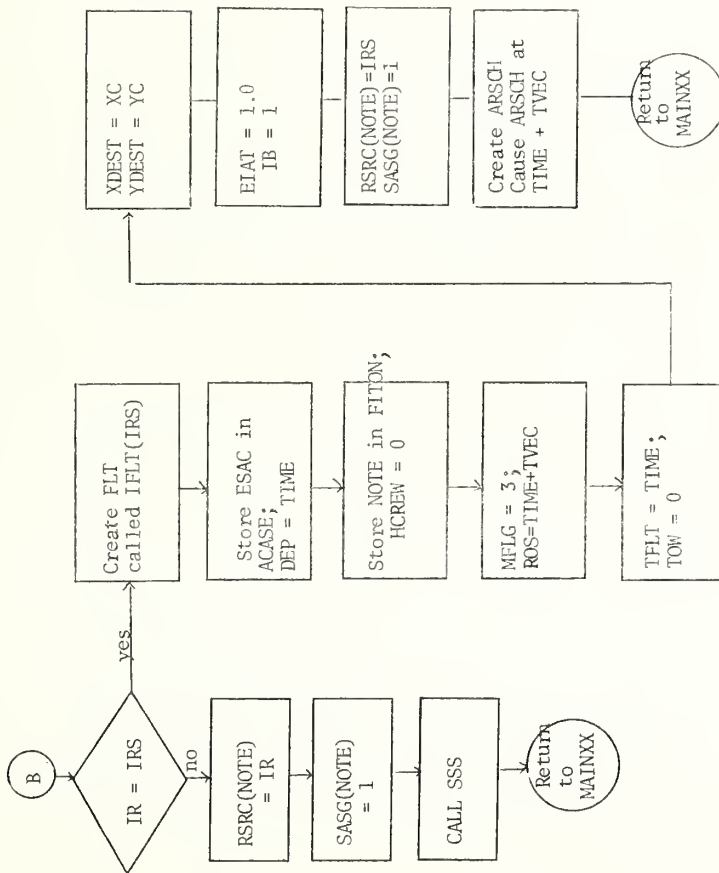 B
IR = IRS
yes
no
RSRC(NOTE)
= IR
SASG(NOTE)
= 1
CALL SSS
Return
to
MAINXX
Create FLT
called IFLT(IRS)
Store ESAC in
ACASE;
DEP = TIME
Store NOTE in FITON;
HCREW = 0
MFLG = 3;
ROS=TIME+TVEC
TFLT = TIME;
TOW = 0
XDEST = XC
YDEST = YC
EIAT = 1.0
IB = 1
RSRC(NOTE)=IRS
SASG(NOTE)=1
Create ARSCH
Cause ARSCH at
TIME + TVEC
Return
to
MAINXX